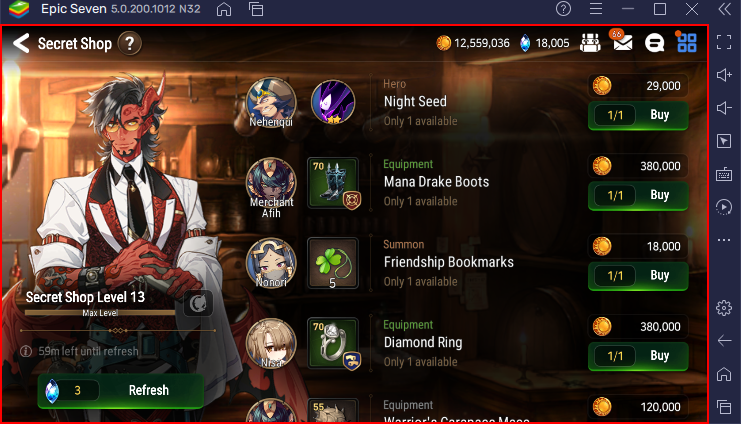 Epic Seven 5.0.200.1012 N32
Secret Shop
?
12,559,036
18,005
66
Hero
Night Seed
Only 1 available
Nehenqui
29,000
1/1 Buy
Equipment
Mana Drake Boots
Only 1 available
Merchant
Afih
70
380,000
1/1 Buy
Summon
Friendship Bookmarks
Only 1 available
Nonori
5
18,000
1/1 Buy
Equipment
Diamond Ring
Only 1 available
Nisa
70
380,000
1/1 Buy
Equipment
55
120,000
Secret Shop Level 13
Max Level
59m left until refresh
3 Refresh